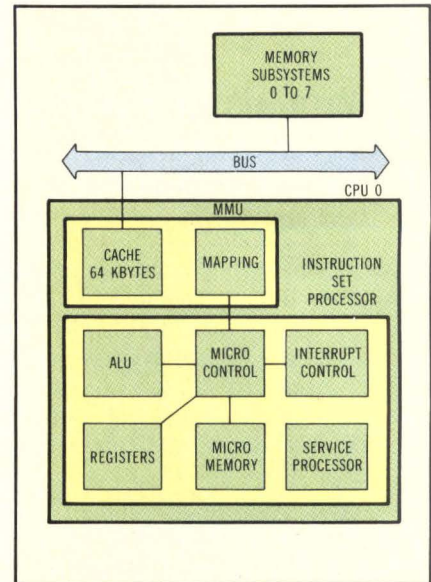 MEMORY
SUBSYSTEMS
0 TO 7
BUS
CPU 0
MMU
CACHE
64 KBYTES
MAPPING
INSTRUCTION
SET
PROCESSOR
ALU
MICRO
CONTROL
INTERRUPT
CONTROL
REGISTERS
MICRO
MEMORY
SERVICE
PROCESSOR